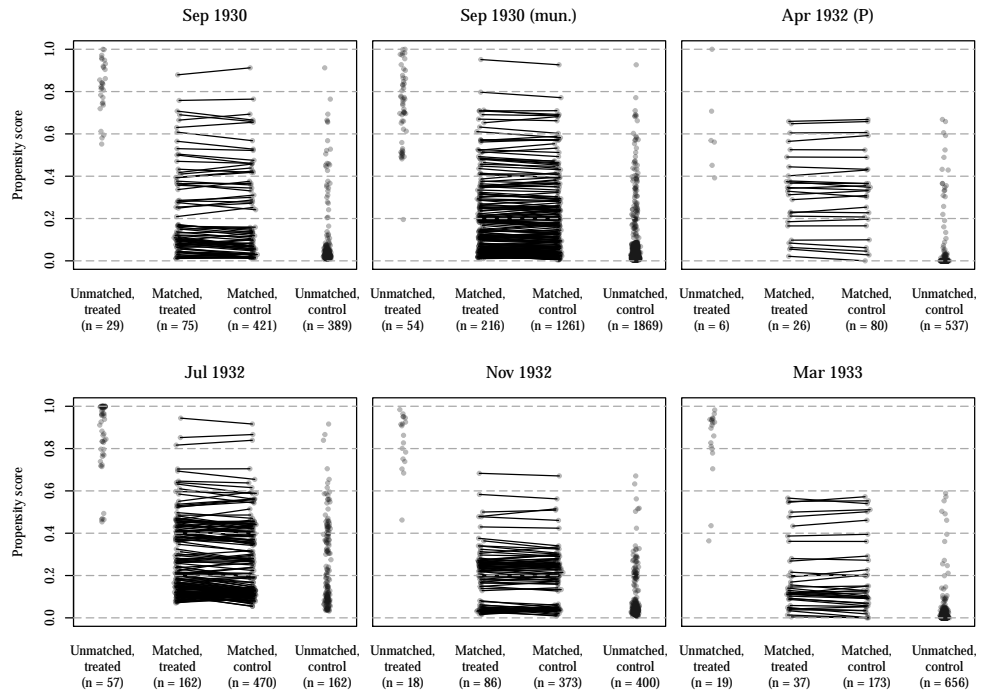 Sep 1930
Sep 1930 (mun.)
Apr 1932 (P)
Propensity score
1.0
0.8
0.6
0.4
0.2
0.0
Unmatched, treated (n = 29)
Matched, treated (n = 75)
Matched, control (n = 421)
Unmatched, control (n = 389)
Unmatched, treated (n = 54)
Matched, treated (n = 216)
Matched, control (n = 1261)
Unmatched, control (n = 1869)
Unmatched, treated (n = 6)
Matched, treated (n = 26)
Matched, control (n = 80)
Unmatched, control (n = 537)
Jul 1932
Nov 1932
Mar 1933
Propensity score
1.0
0.8
0.6
0.4
0.2
0.0
Unmatched, treated (n = 57)
Matched, treated (n = 162)
Matched, control (n = 470)
Unmatched, control (n = 162)
Unmatched, treated (n = 18)
Matched, treated (n = 86)
Matched, control (n = 373)
Unmatched, control (n = 400)
Unmatched, treated (n = 19)
Matched, treated (n = 37)
Matched, control (n = 173)
Unmatched, control (n = 656)